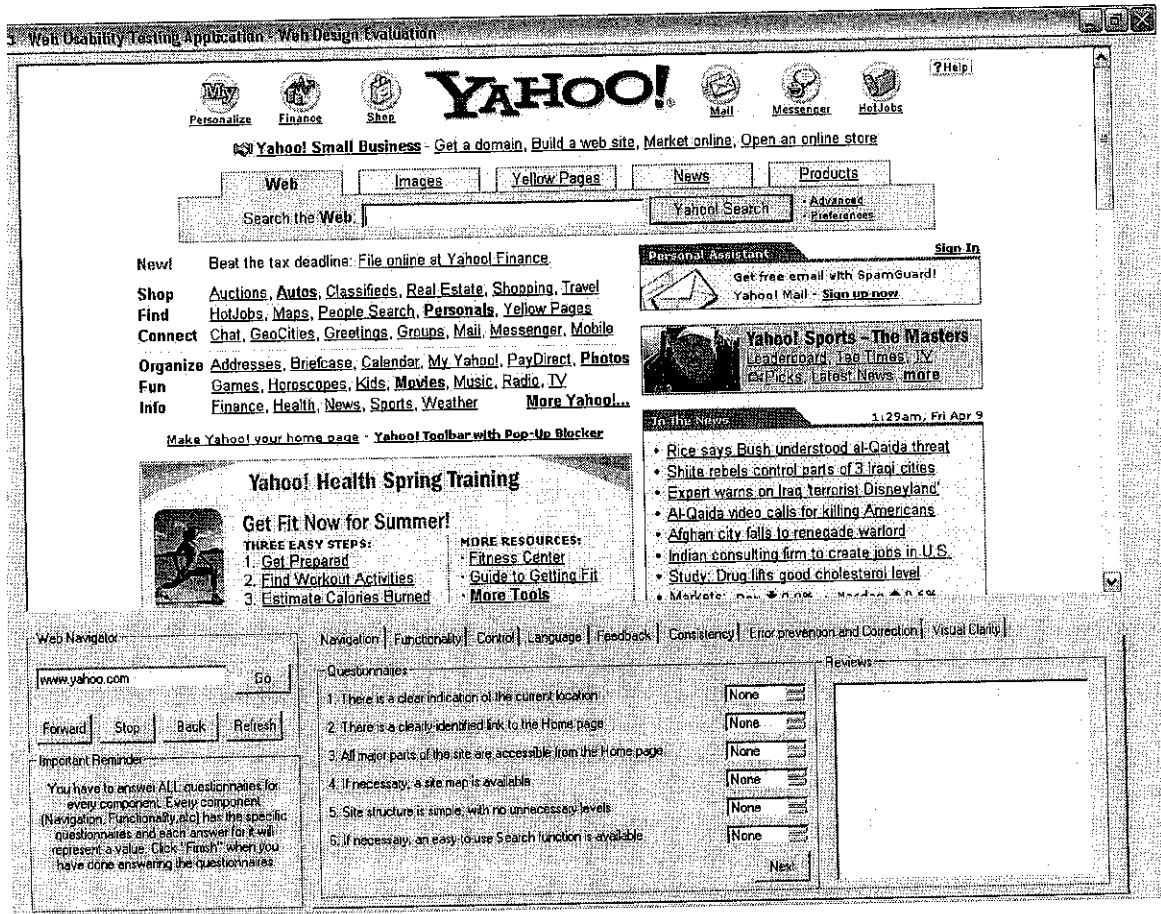 Web Usability Testing Application - Web Design Evaluation
?Help
My
YAHOO!
Personalize Finance Shop Mail Messenger HotJobs
Yahoo! Small Business - Get a domain, Build a web site, Market online, Open an online store
Web Images Yellow Pages News Products
Search the Web: Yahoo! Search · Advanced
· Preferences
New! Beat the tax deadline: File online at Yahoo! Finance.
Shop Auctions, Autos, Classifieds, Real Estate, Shopping, Travel
Find HotJobs, Maps, People Search, Personals, Yellow Pages
Connect Chat, GeoCities, Greetings, Groups, Mail, Messenger, Mobile
Organize Addresses, Briefcase, Calendar, My Yahoo!, PayDirect, Photos
Fun Games, Horoscopes, Kids, Movies, Music, Radio, TV
Info Finance, Health, News, Sports, Weather More Yahoo!...
Make Yahoo! your home page - Yahoo! Toolbar with Pop-Up Blocker
Yahoo! Health Spring Training
Get Fit Now for Summer!
THREE EASY STEPS:
1. Get Prepared
2. Find Workout Activities
3. Estimate Calories Burned
MORE RESOURCES:
· Fitness Center
· Guide to Getting Fit
· More Tools
Personal Assistant Sign In
Get free email with SpamGuard!
Yahoo! Mail - Sign up now
Yahoo! Sports - The Masters
Leaderboard, Tee Times, TV
Picks, Latest News, more
In the News 1:29am, Fri Apr 9
• Rice says Bush understood al-Qaida threat
• Shiite rebels control parts of 3 Iraqi cities
• Expert warns on Iraq 'terrorist Disneyland'
• Al-Qaida video calls for killing Americans
• Afghan city falls to renegade warlord
• Indian consulting firm to create jobs in U.S.
• Study: Drug lifts good cholesterol level
• Markets:
Web Navigator
www.yahoo.com Go
Forward Stop Back Refresh
Important Reminder
You have to answer ALL questionnaires for
every component. Every component
(Navigation, Functionality,etc) has the specific
questionnaires and each answer for it will
represent a value. Click "Finish" when you
have done answering the questionnaires
Navigation Functionality Control Language Feedback Consistency Error prevention and Correction Visual Clarity
Questionnaires
1. There is a clear indication of the current location None
2. There is a clearly-identified link to the Home page None
3. All major parts of the site are accessible from the Home page None
4. If necessary, a site map is available None
5. Site structure is simple, with no unnecessary levels None
6. If necessary, an easy-to-use Search function is available None
Next
Reviews